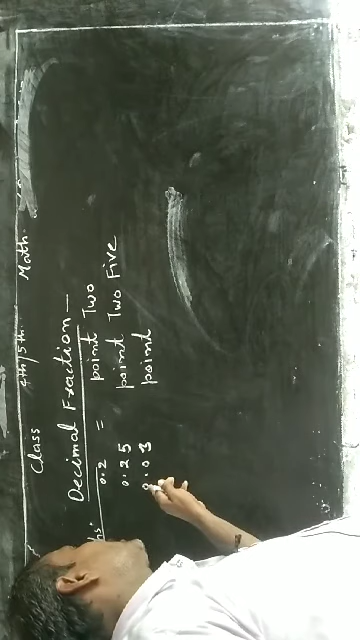 Class 4th/5th. Math.
Decimal Fraction —
0.2 = point Two
0.25 point Two Five
0.03 point